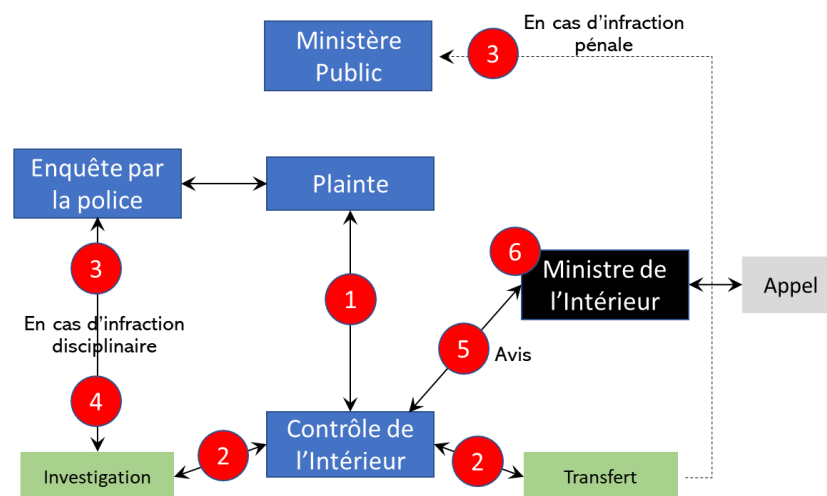 En cas d'infraction
pénale
Ministère
Public
3
Enquête par
la police
Plainte
3
1
6
Ministre de
l'Intérieur
Appel
En cas d'infraction
disciplinaire
5
Avis
4
2
Contrôle de
l'Intérieur
2
Investigation
Transfert